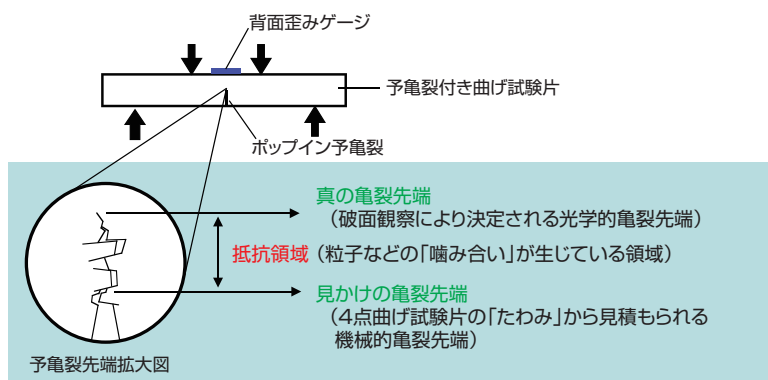 背面歪みゲージ
予亀裂付き曲げ試験片
ポップイン予亀裂
真の亀裂先端
（破面観察により決定される光学的亀裂先端）
抵抗領域（粒子などの「噛み合い」が生じている領域）
見かけの亀裂先端
（4点曲げ試験片の「たわみ」から見積もられる
機械的亀裂先端）
予亀裂先端拡大図